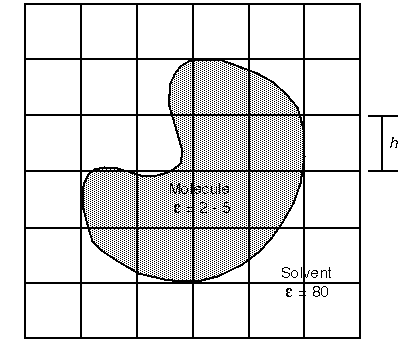 h
Molecule
ε = 2 - 5
Solvent
ε = 80